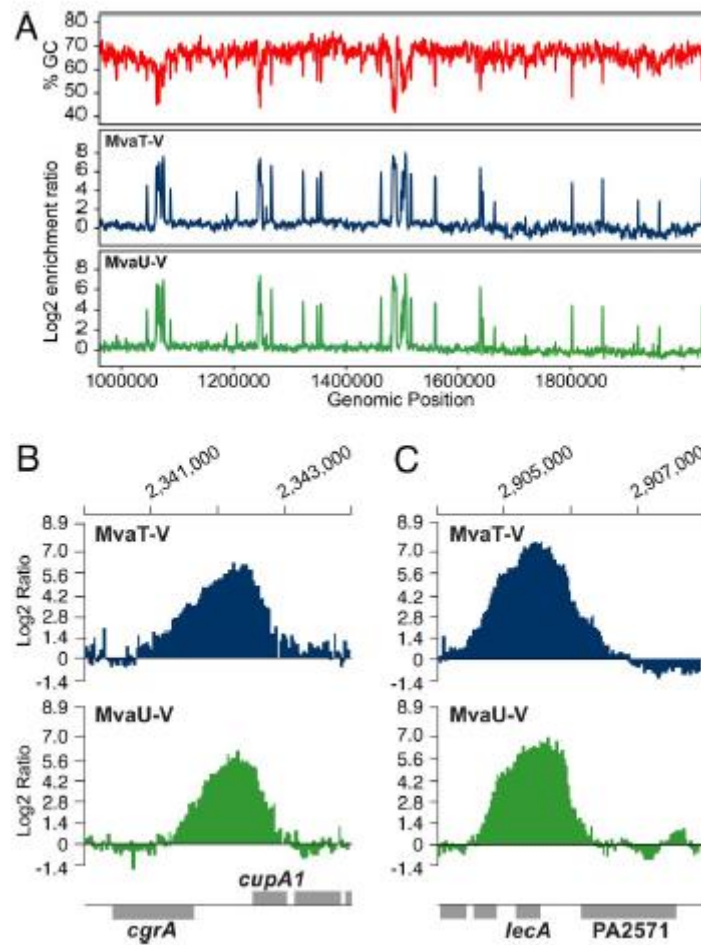 A
% GC
80
70
60
50
40
MvaT-V
Log2 enrichment ratio
8
6
4
2
0
MvaU-V
8
6
4
2
0
1000000 1200000 1400000 1600000 1800000
Genomic Position
B
2,341,000 2,343,000
MvaT-V
Log2 Ratio
8.9
7.0
5.6
4.2
2.8
1.4
0
-1.4
MvaU-V
Log2 Ratio
8.9
7.0
5.6
4.2
2.8
1.4
0
-1.4
cupA1
cgrA
C
2,905,000 2,907,000
MvaT-V
8.9
7.0
5.6
4.2
2.8
1.4
0
-1.4
MvaU-V
8.9
7.0
5.6
4.2
2.8
1.4
0
-1.4
lecA PA2571